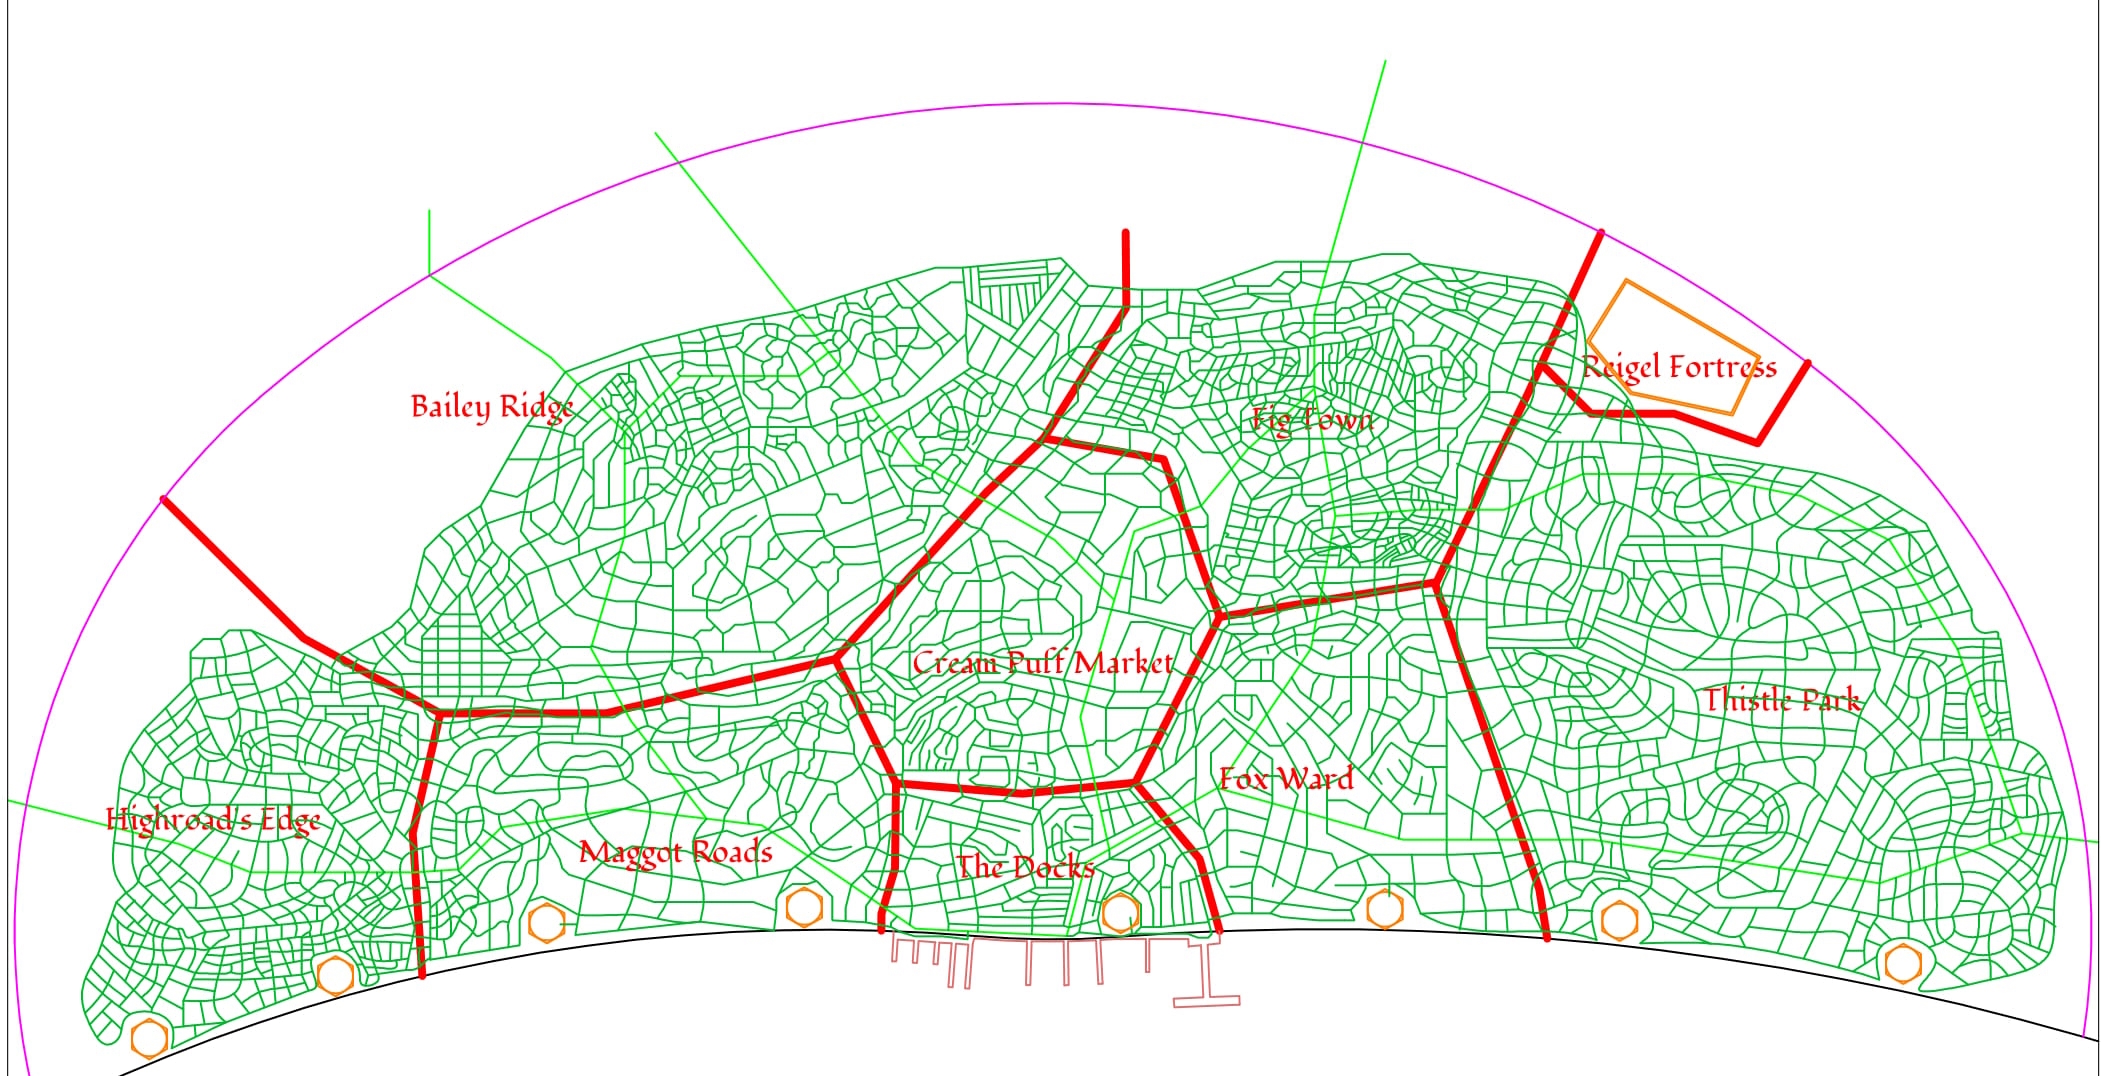 Reigel Fortress
Bailey Ridge
Fig Town
Cream Puff Market
Thistle Park
Fox Ward
Highroad's Edge
Maggot Roads
The Docks